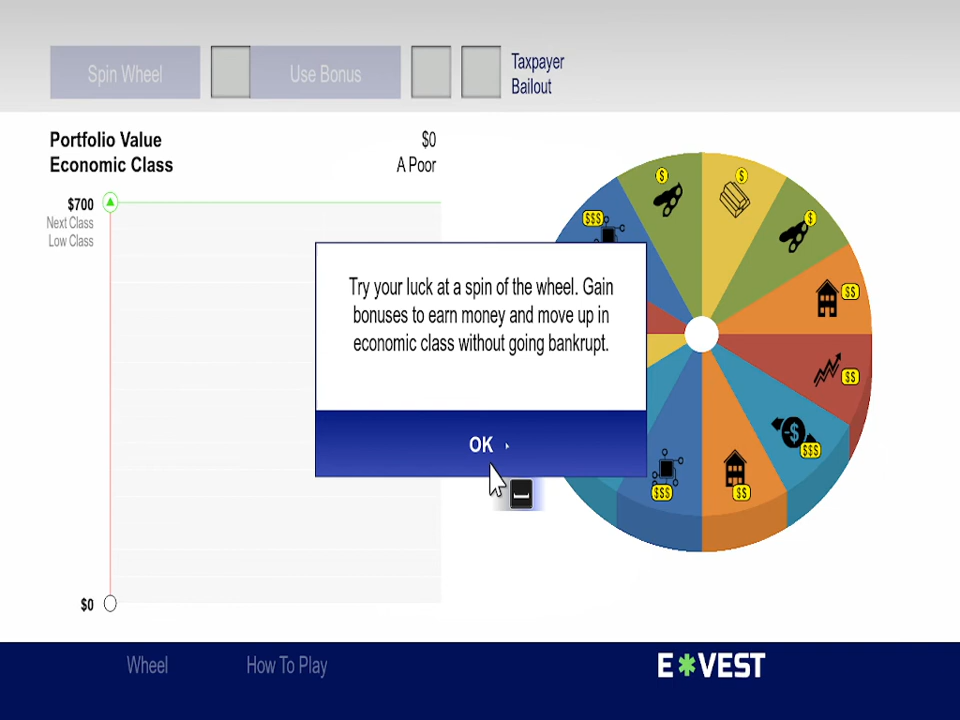 Spin Wheel
Use Bonus
Taxpayer
Bailout
Portfolio Value
$0
Economic Class
A Poor
$700
Next Class
Low Class
$0
Try your luck at a spin of the wheel. Gain
bonuses to earn money and move up in
economic class without going bankrupt.
OK
$
$
$
$$
$$
-$
$$$
$$
$$$
$$$
Wheel
How To Play
E*VEST